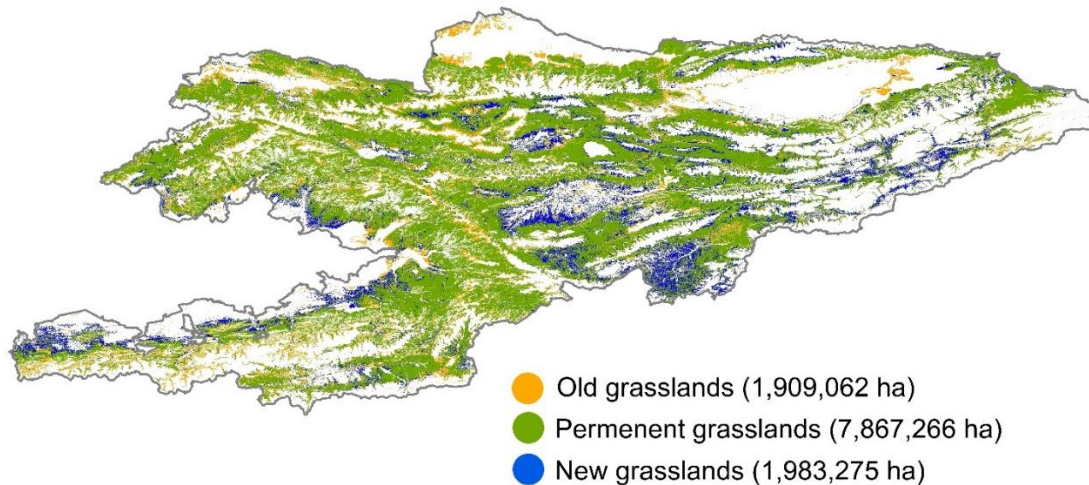 Old grasslands (1,909,062 ha)
Permenent grasslands (7,867,266 ha)
New grasslands (1,983,275 ha)